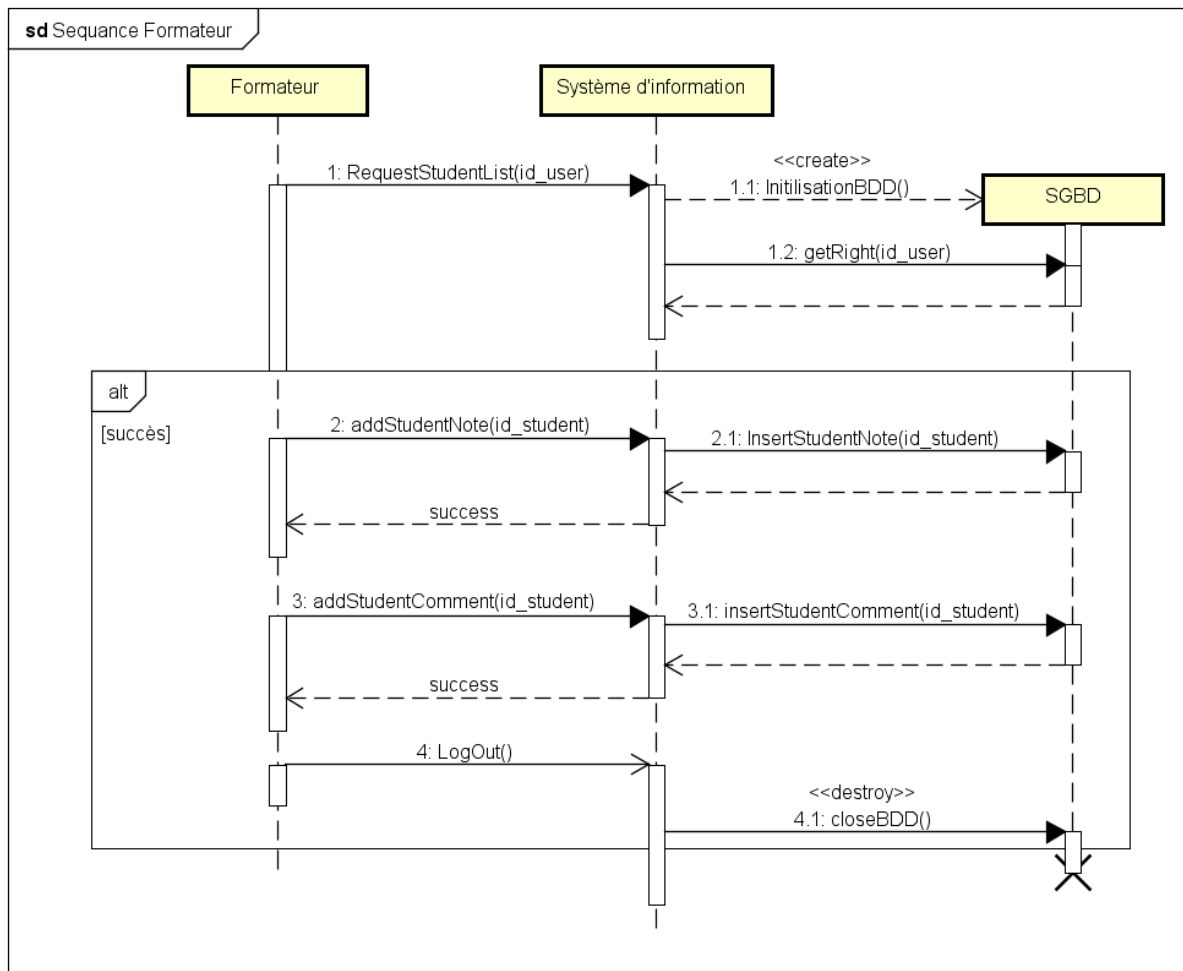 sd Sequance Formateur
Formateur
Système d'information
1: RequestStudentList(id_user)
<<create>>
1.1: InitilisationBDD()
SGBD
1.2: getRight(id_user)
alt
[succès]
2: addStudentNote(id_student)
2.1: InsertStudentNote(id_student)
success
3: addStudentComment(id_student)
3.1: insertStudentComment(id_student)
success
4: LogOut()
<<destroy>>
4.1: closeBDD()